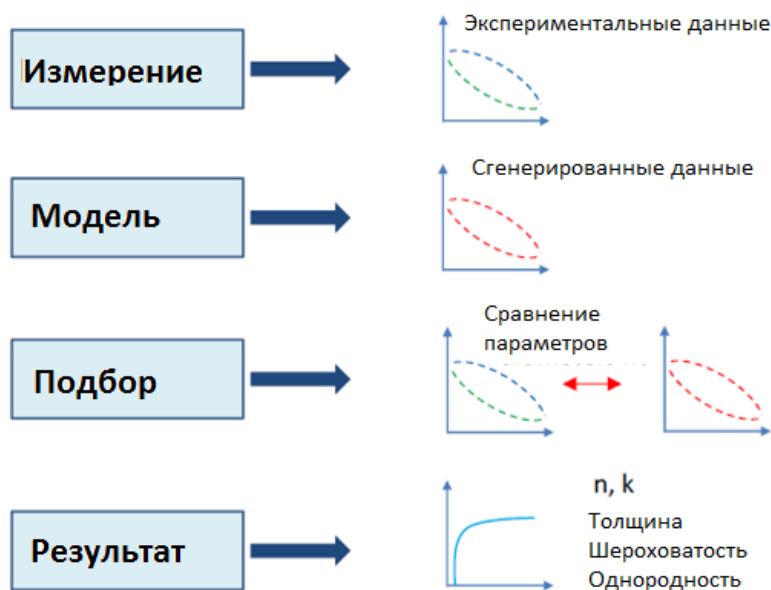 Измерение
Экспериментальные данные
Модель
Сгенерированные данные
Подбор
Сравнение
параметров
Результат
n, k
Толщина
Шероховатость
Однородность